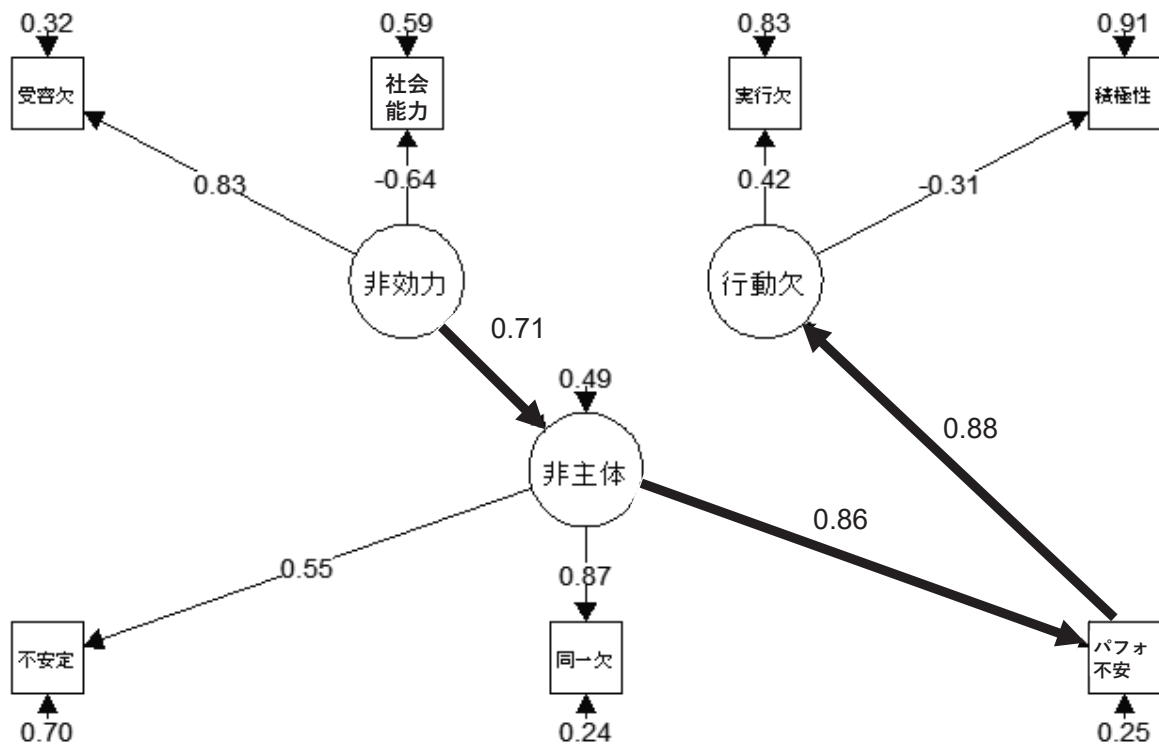 0.32
0.59
0.83
0.91
受容欠
社会
能力
実行欠
積極性
0.83
-0.64
0.42
-0.31
非効力
行動欠
0.71
0.49
0.88
非主体
0.86
0.55
0.87
不安定
同一欠
パフォ
不安
0.70
0.24
0.25